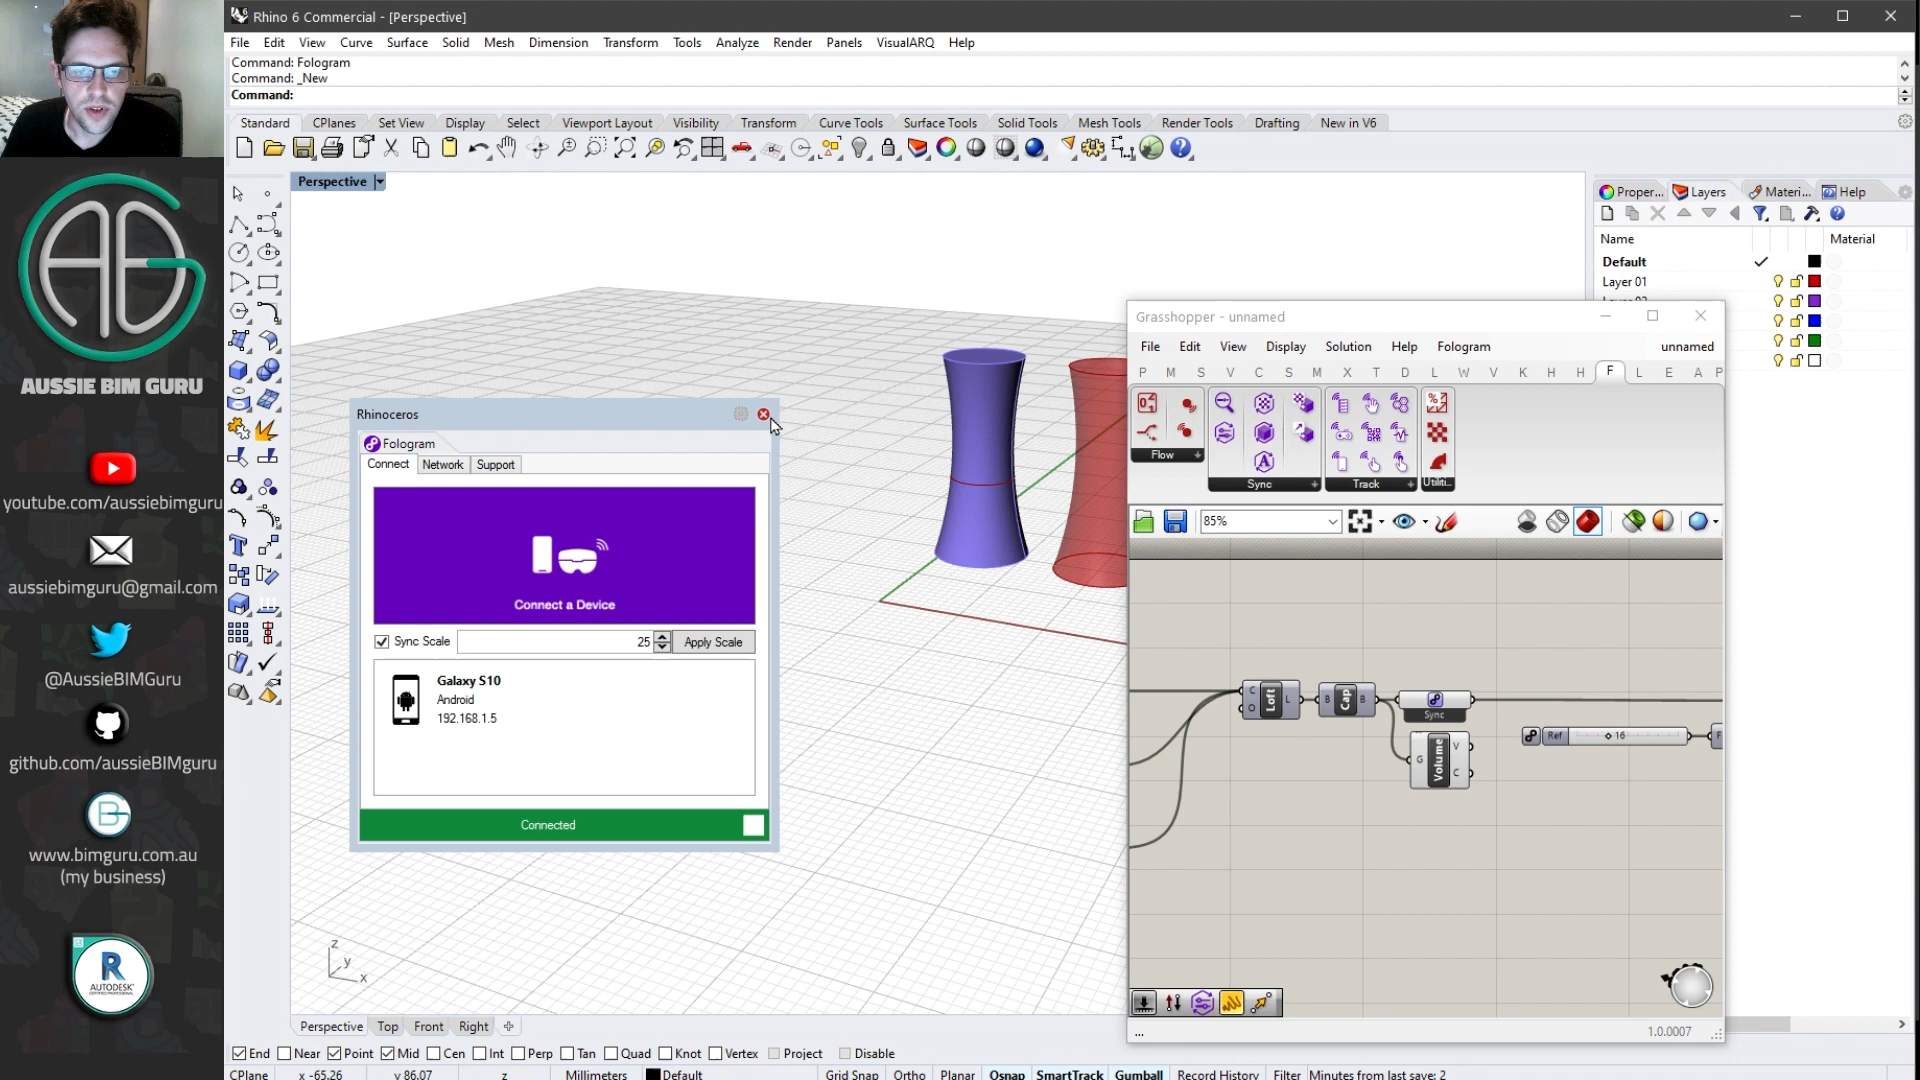 Rhino 6 Commercial - [Perspective]
File Edit View Curve Surface Solid Mesh Dimension Transform Tools Analyze Render Panels VisualARQ Help
Command: Fologram
Command: _New
Command:
Standard CPlanes Set View Display Select Viewport Layout Visibility Transform Curve Tools Surface Tools Solid Tools Mesh Tools Render Tools Drafting New in V6
Perspective
Proper... Layers Materi... Help
Name Material
Default
Layer 01
AUSSIE BIM GURU
youtube.com/aussiebimguru
aussiebimguru@gmail.com
@AussieBIMGuru
github.com/aussieBIMguru
www.bimguru.com.au
(my business)
R
AUTODESK
Rhinoceros
Fologram
Connect Network Support
Connect a Device
Sync Scale 25 Apply Scale
Galaxy S10
Android
192.168.1.5
Connected
Grasshopper - unnamed
File Edit View Display Solution Help Fologram unnamed
P M S V C S M X T D L W V K H H F L E A P
Flow Sync Track Utiliti...
85%
C O Loft L B Cap B Sync
G Volume V C
Ref 16 F
... 1.0.0007
z
y
x
Perspective Top Front Right
End Near Point Mid Cen Int Perp Tan Quad Knot Vertex Project Disable
CPlane x -65.26 y 86.07 z Millimeters Default Grid Snap Ortho Planar Osnap SmartTrack Gumball Record History Filter Minutes from last save: 2